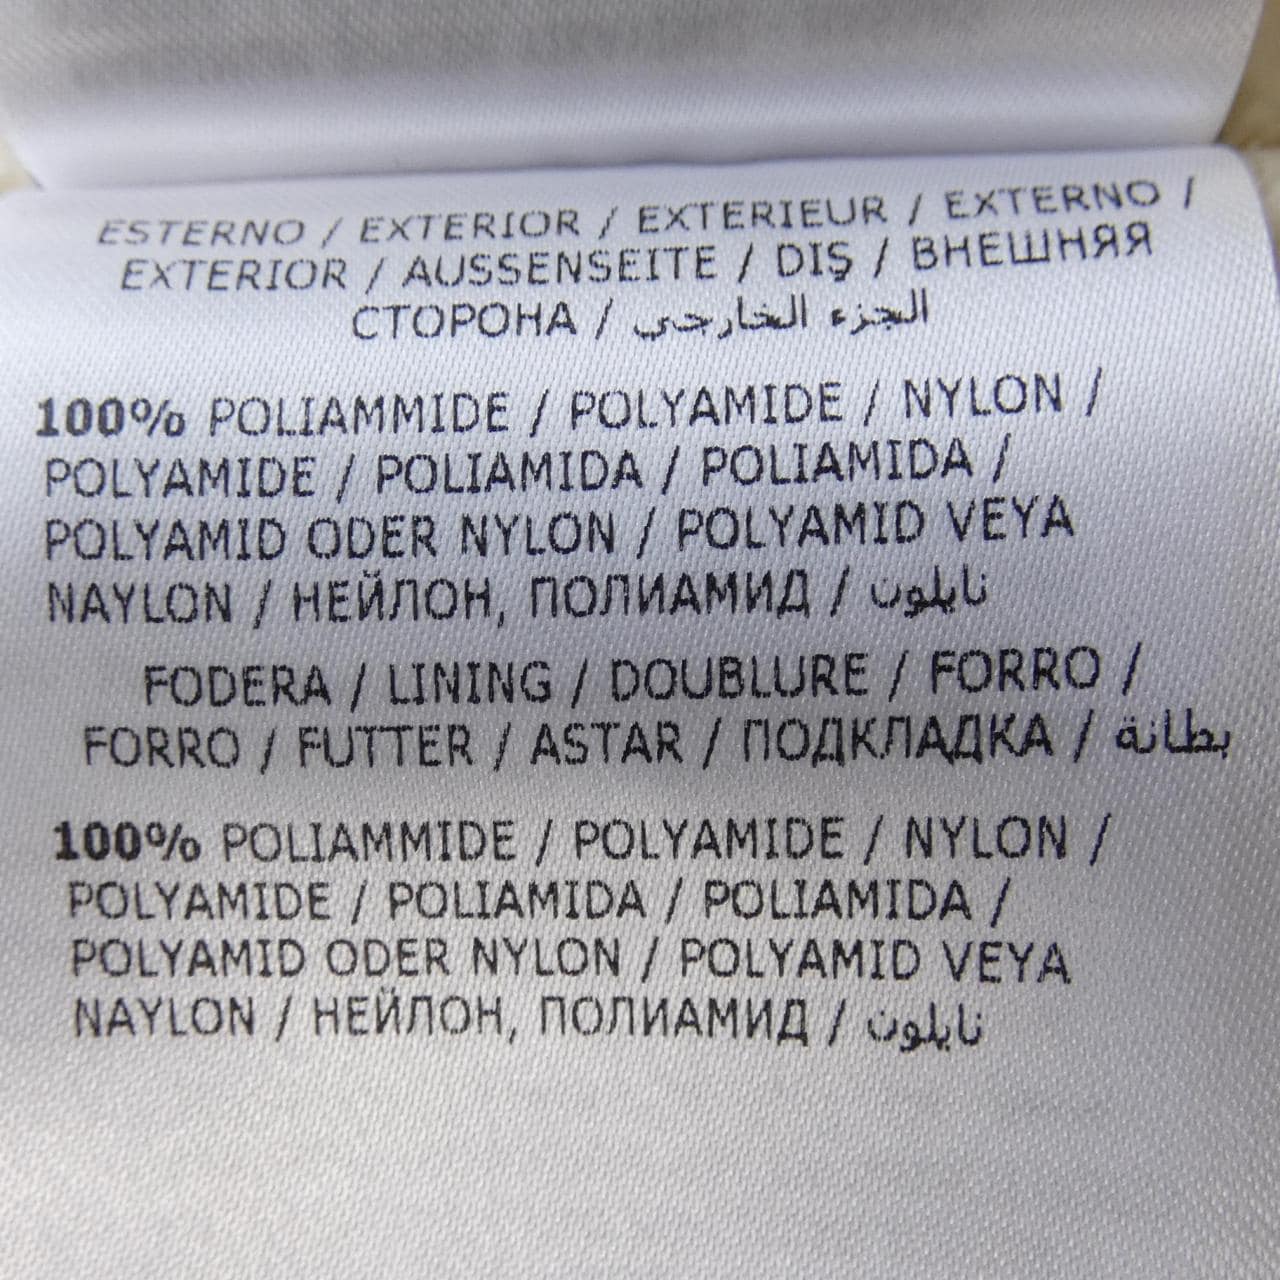 ESTERNO / EXTERIOR / EXTERIEUR / EXTERNO /
EXTERIOR / AUSSENSEITE / DIŞ / ВНЕШНЯЯ
СТОРОНА / الجزء الخارجي
100% POLIAMMIDE / POLYAMIDE / NYLON /
POLYAMIDE / POLIAMIDA / POLIAMIDA /
POLYAMID ODER NYLON / POLYAMID VEYA
NAYLON / НЕЙЛОН, ПОЛИАМИД / نايلون
FODERA / LINING / DOUBLURE / FORRO /
FORRO / FUTTER / ASTAR / ПОДКЛАДКА / بطانة
100% POLIAMMIDE / POLYAMIDE / NYLON /
POLYAMIDE / POLIAMIDA / POLIAMIDA /
POLYAMID ODER NYLON / POLYAMID VEYA
NAYLON / НЕЙЛОН, ПОЛИАМИД / نايلون